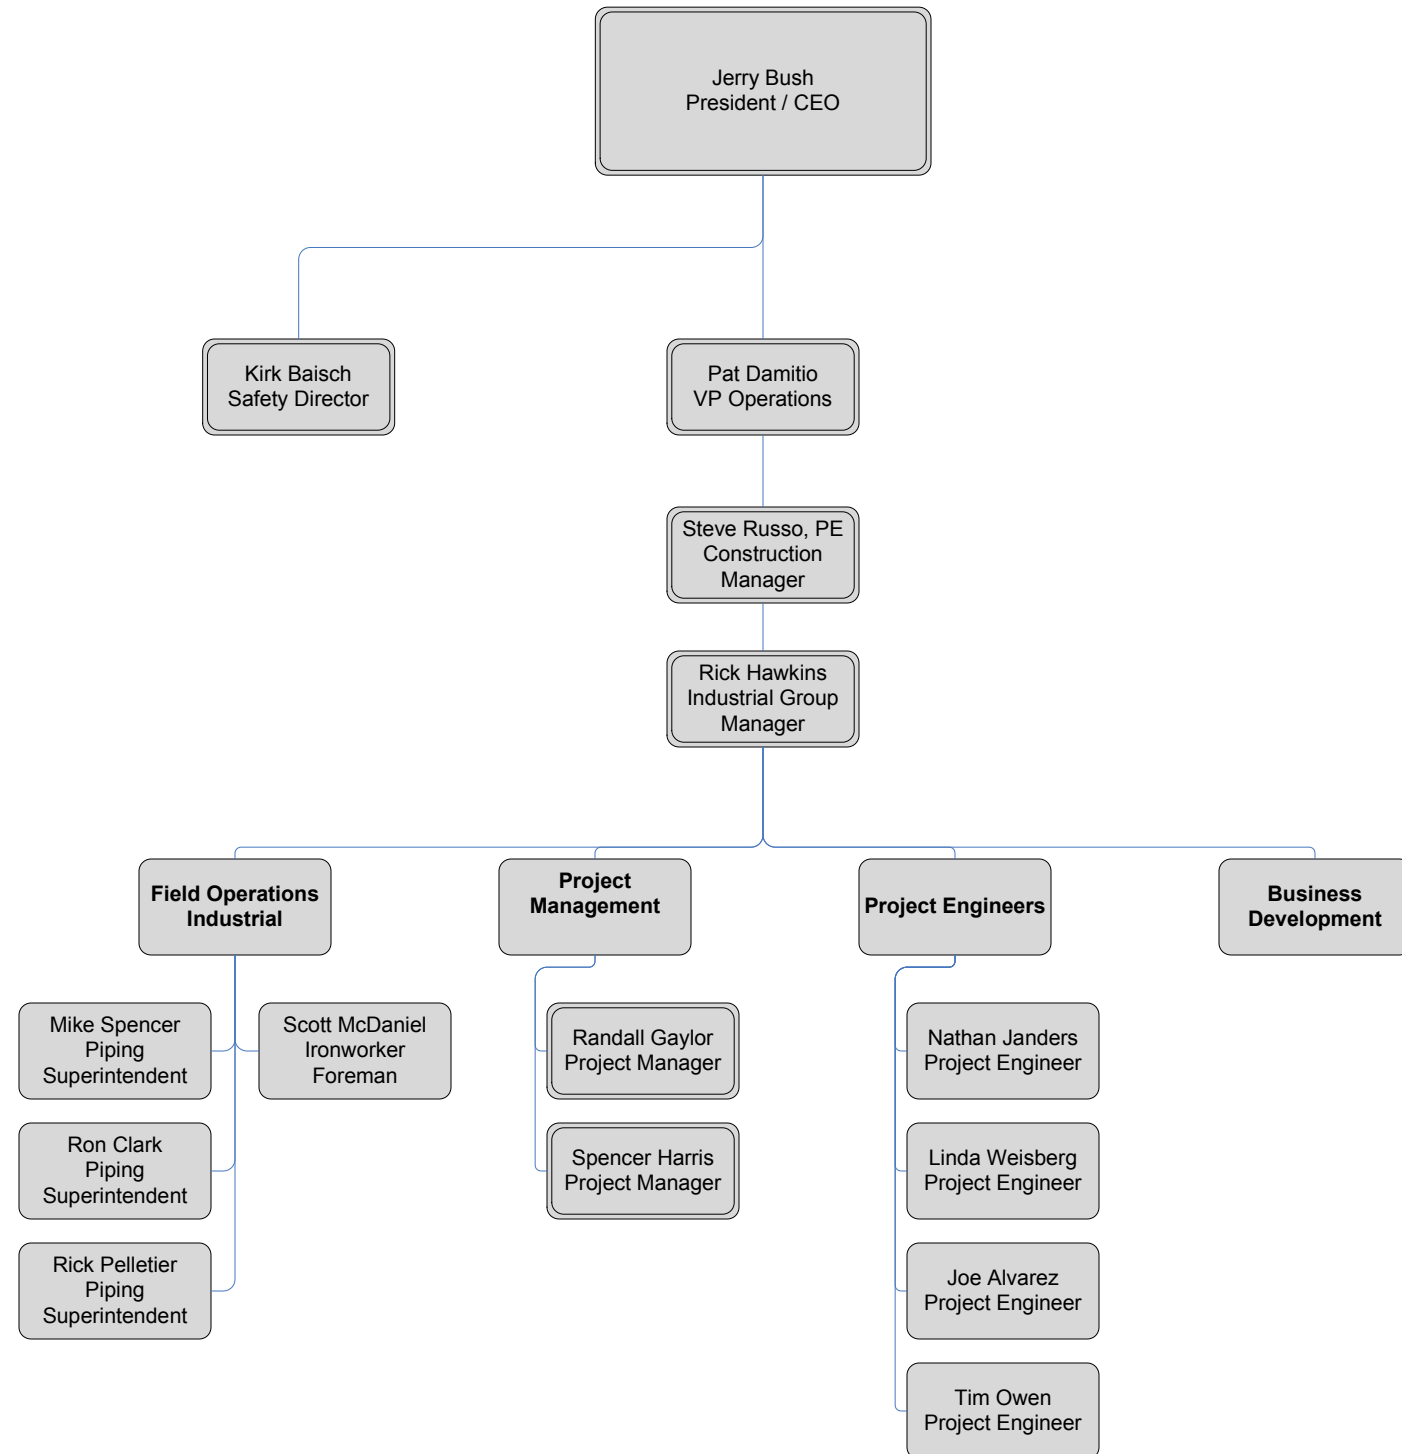 Jerry Bush
President / CEO
Kirk Baisch
Safety Director
Pat Damitio
VP Operations
Steve Russo, PE
Construction
Manager
Rick Hawkins
Industrial Group
Manager
Field Operations
Industrial
Project
Management
Project Engineers
Business
Development
Mike Spencer
Piping
Superintendent
Scott McDaniel
Ironworker
Foreman
Ron Clark
Piping
Superintendent
Rick Pelletier
Piping
Superintendent
Randall Gaylor
Project Manager
Spencer Harris
Project Manager
Nathan Janders
Project Engineer
Linda Weisberg
Project Engineer
Joe Alvarez
Project Engineer
Tim Owen
Project Engineer